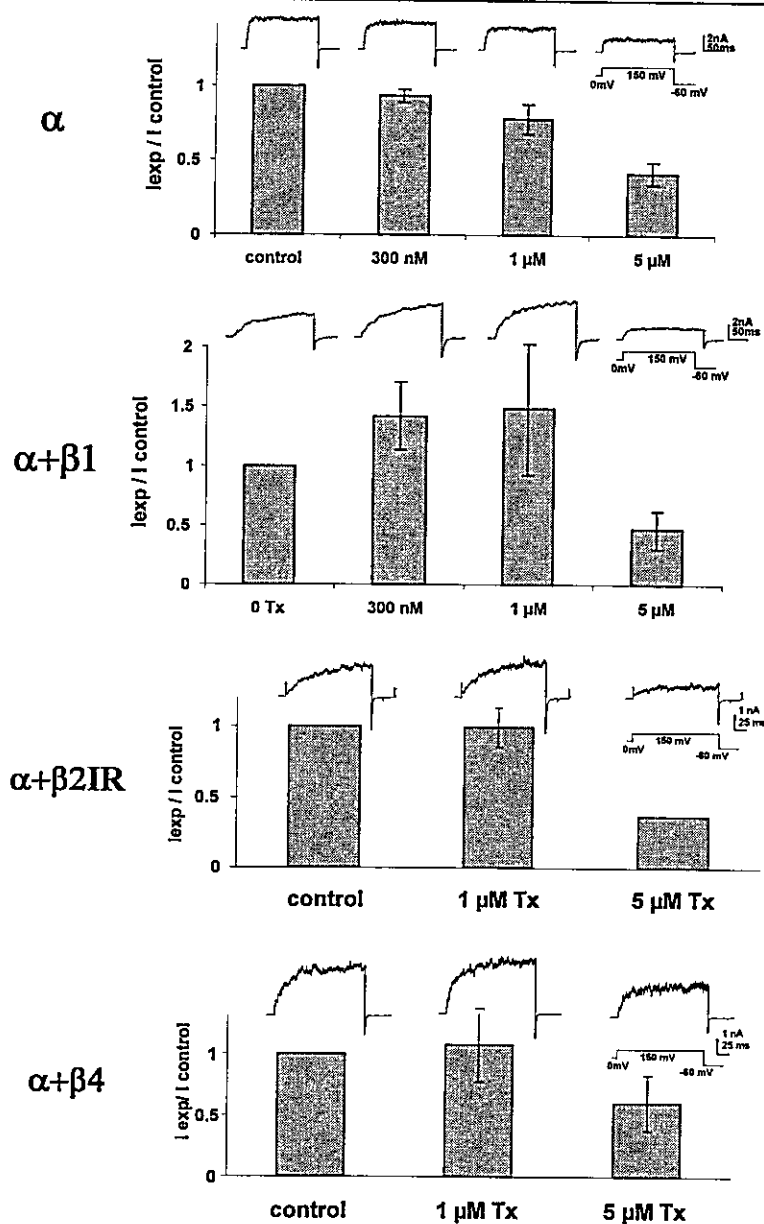 α
Iexp / I control
1
0.5
0
control
300 nM
1 µM
5 µM
2nA
50ms
0mV
150 mV
-60 mV
α+β1
Iexp / I control
2
1.5
1
0.5
0
0 Tx
300 nM
1 µM
5 µM
2nA
50ms
0mV
150 mV
-60 mV
α+β2IR
Iexp / I control
1
0.5
0
control
1 µM Tx
5 µM Tx
1 nA
25 ms
0mV
150 mV
-60 mV
α+β4
I exp/ I control
1
0.5
0
control
1 µM Tx
5 µM Tx
1 nA
25 ms
0mV
150 mV
-60 mV